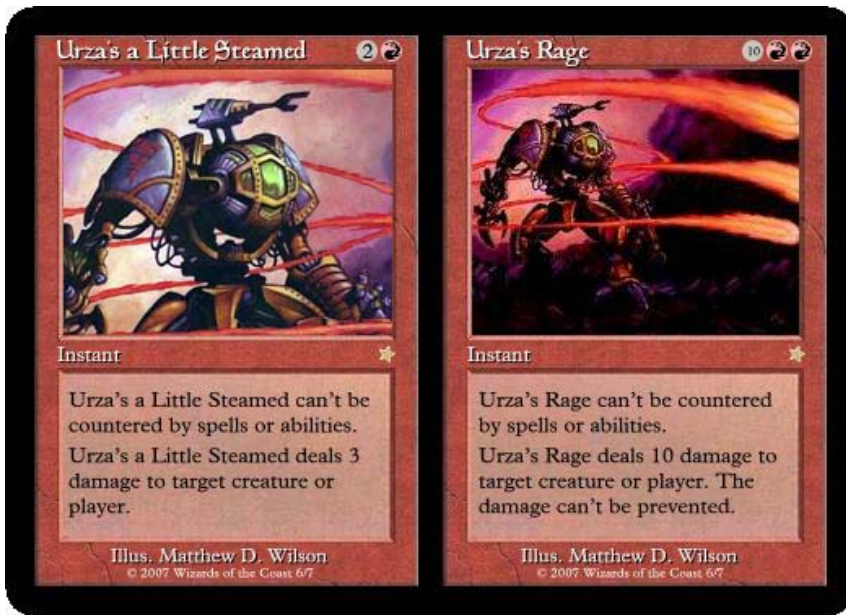 Urza's a Little Steamed 2
Instant
Urza's a Little Steamed can't be
countered by spells or abilities.
Urza's a Little Steamed deals 3
damage to target creature or
player.
Illus. Matthew D. Wilson
© 2007 Wizards of the Coast 6/7
Urza's Rage 10
Instant
Urza's Rage can't be countered
by spells or abilities.
Urza's Rage deals 10 damage to
target creature or player. The
damage can't be prevented.
Illus. Matthew D. Wilson
© 2007 Wizards of the Coast 6/7